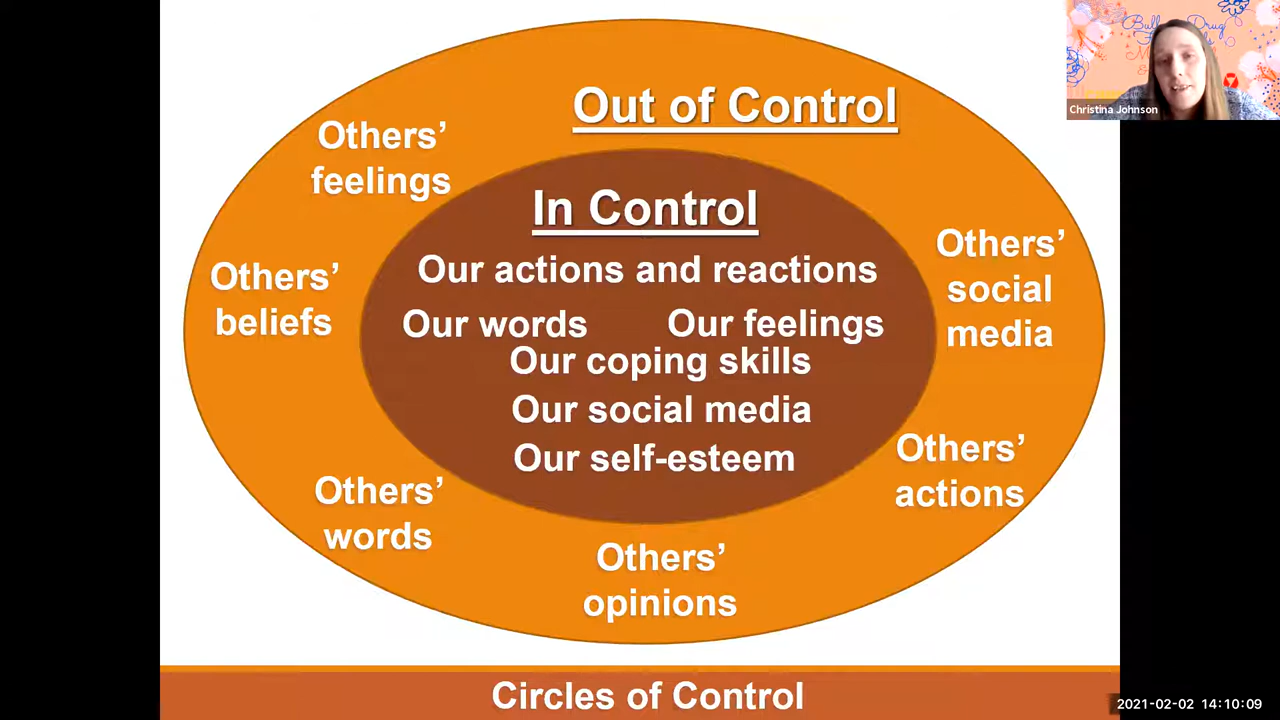 Out of Control
Others’
feelings
In Control
Others’
beliefs
Our actions and reactions
Our words Our feelings
Our coping skills
Our social media
Our self-esteem
Others’
social
media
Others’
actions
Others’
words
Others’
opinions
Circles of Control
Christina Johnson
2021-02-02 14:10:09